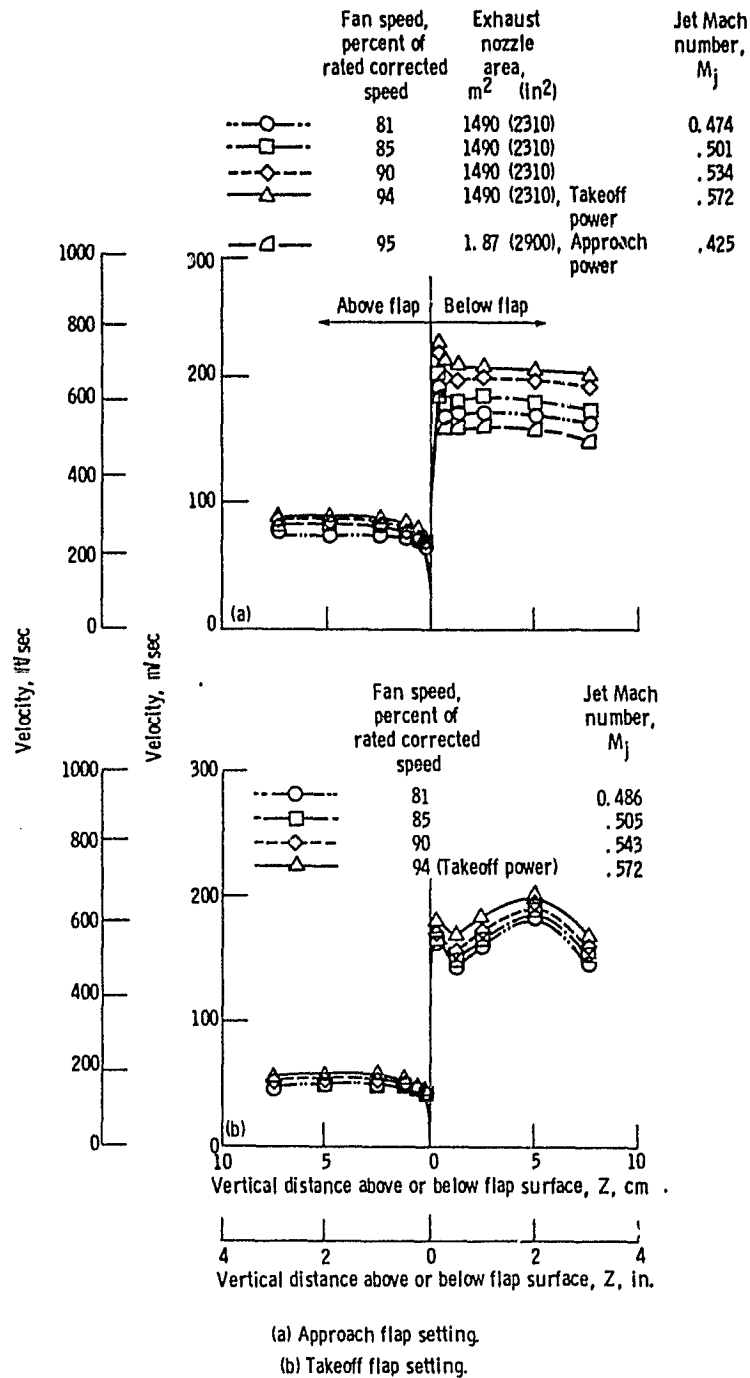 Fan speed, percent of rated corrected speed
Exhaust nozzle area, m² (in²)
Jet Mach number, Mj
81 1490 (2310) 0.474
85 1490 (2310) .501
90 1490 (2310) .534
94 1490 (2310), Takeoff power .572
95 1.87 (2900), Approach power .425
1000
800
600
400
200
0
300
200
100
0
Above flap
Below flap
(a)
Velocity, ft/sec
Velocity, m/sec
Fan speed, percent of rated corrected speed
Jet Mach number, Mj
81 0.486
85 .505
90 .543
94 (Takeoff power) .572
1000
800
600
400
200
0
300
200
100
0
(b)
10 5 0 5 10
Vertical distance above or below flap surface, Z, cm
4 2 0 2 4
Vertical distance above or below flap surface, Z, in.
(a) Approach flap setting.
(b) Takeoff flap setting.